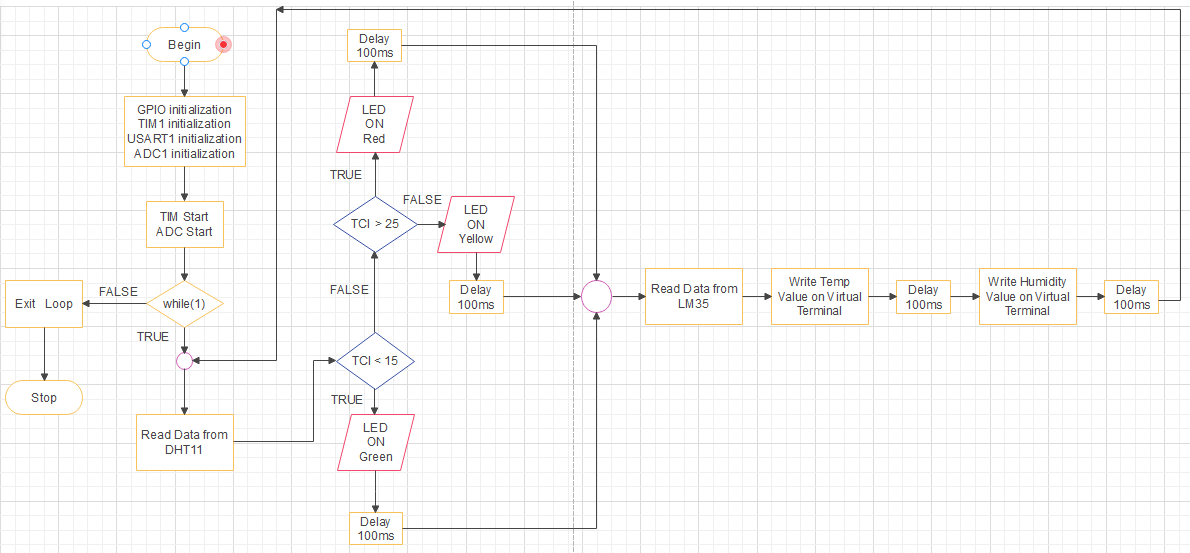 Begin
GPIO initialization
TIM1 initialization
USART1 initialization
ADC1 initialization
TIM Start
ADC Start
while(1)
FALSE
Exit Loop
Stop
TRUE
Read Data from
DHT11
TCI < 15
TRUE
LED
ON
Green
Delay
100ms
FALSE
TCI > 25
TRUE
LED
ON
Red
Delay
100ms
FALSE
LED
ON
Yellow
Delay
100ms
Read Data from
LM35
Write Temp
Value on Virtual
Terminal
Delay
100ms
Write Humidity
Value on Virtual
Terminal
Delay
100ms